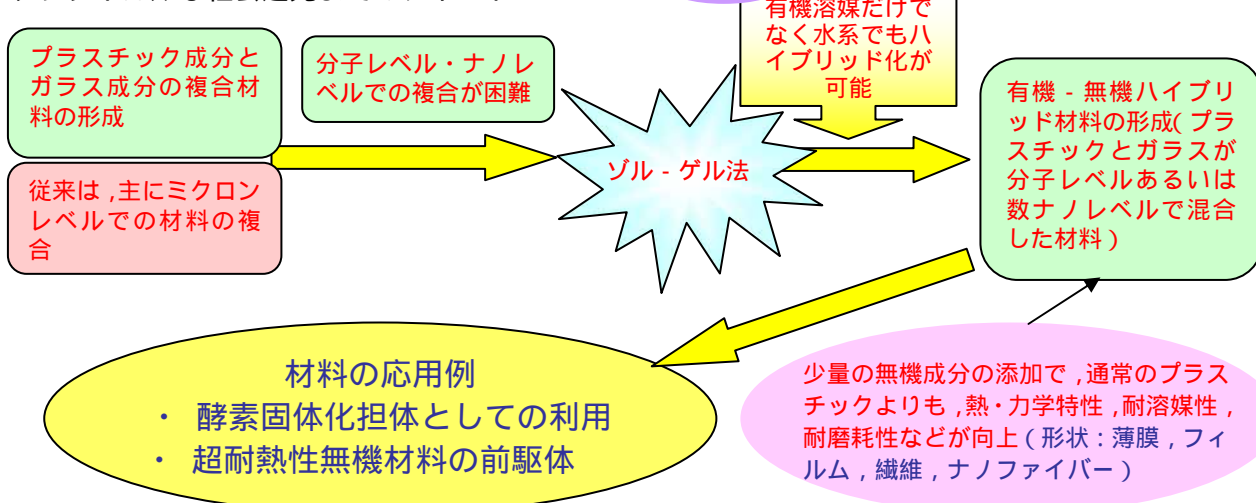 有機溶媒だけで
なく水系でもハ
イブリッド化が
可能
プラスチック成分と
ガラス成分の複合材
料の形成
分子レベル・ナノレ
ベルでの複合が困難
従来は,主にミクロン
レベルでの材料の複
合
ゾル - ゲル法
有機 - 無機ハイブリ
ッド材料の形成(プラ
スチックとガラスが
分子レベルあるいは
数ナノレベルで混合
した材料)
材料の応用例
・ 酵素固体化担体としての利用
・ 超耐熱性無機材料の前駆体
少量の無機成分の添加で,通常のプラス
チックよりも,熱・力学特性,耐溶媒性,
耐磨耗性などが向上(形状:薄膜,フィ
ルム,繊維,ナノファイバー)